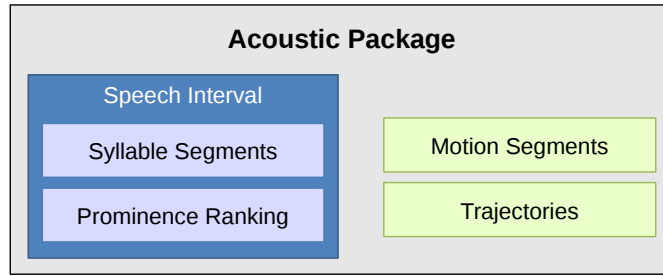 Acoustic Package
Speech Interval
Syllable Segments
Prominence Ranking
Motion Segments
Trajectories